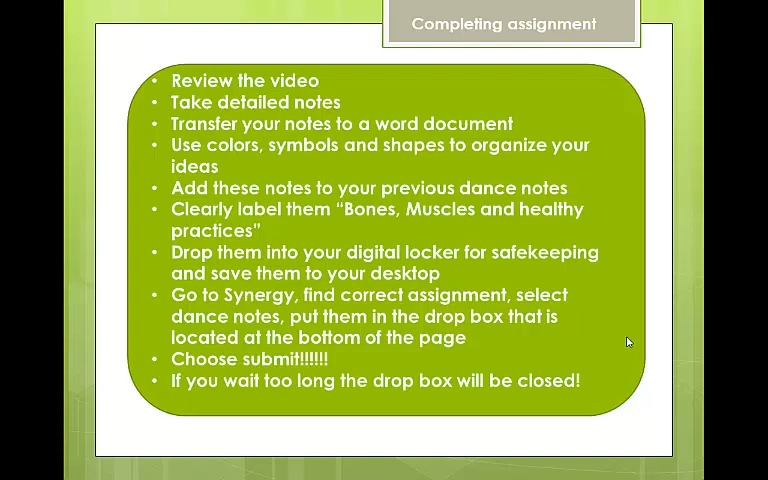 Completing assignment
• Review the video
• Take detailed notes
• Transfer your notes to a word document
• Use colors, symbols and shapes to organize your
ideas
• Add these notes to your previous dance notes
• Clearly label them “Bones, Muscles and healthy
practices”
• Drop them into your digital locker for safekeeping
and save them to your desktop
• Go to Synergy, find correct assignment, select
dance notes, put them in the drop box that is
located at the bottom of the page
• Choose submit!!!!!!
• If you wait too long the drop box will be closed!